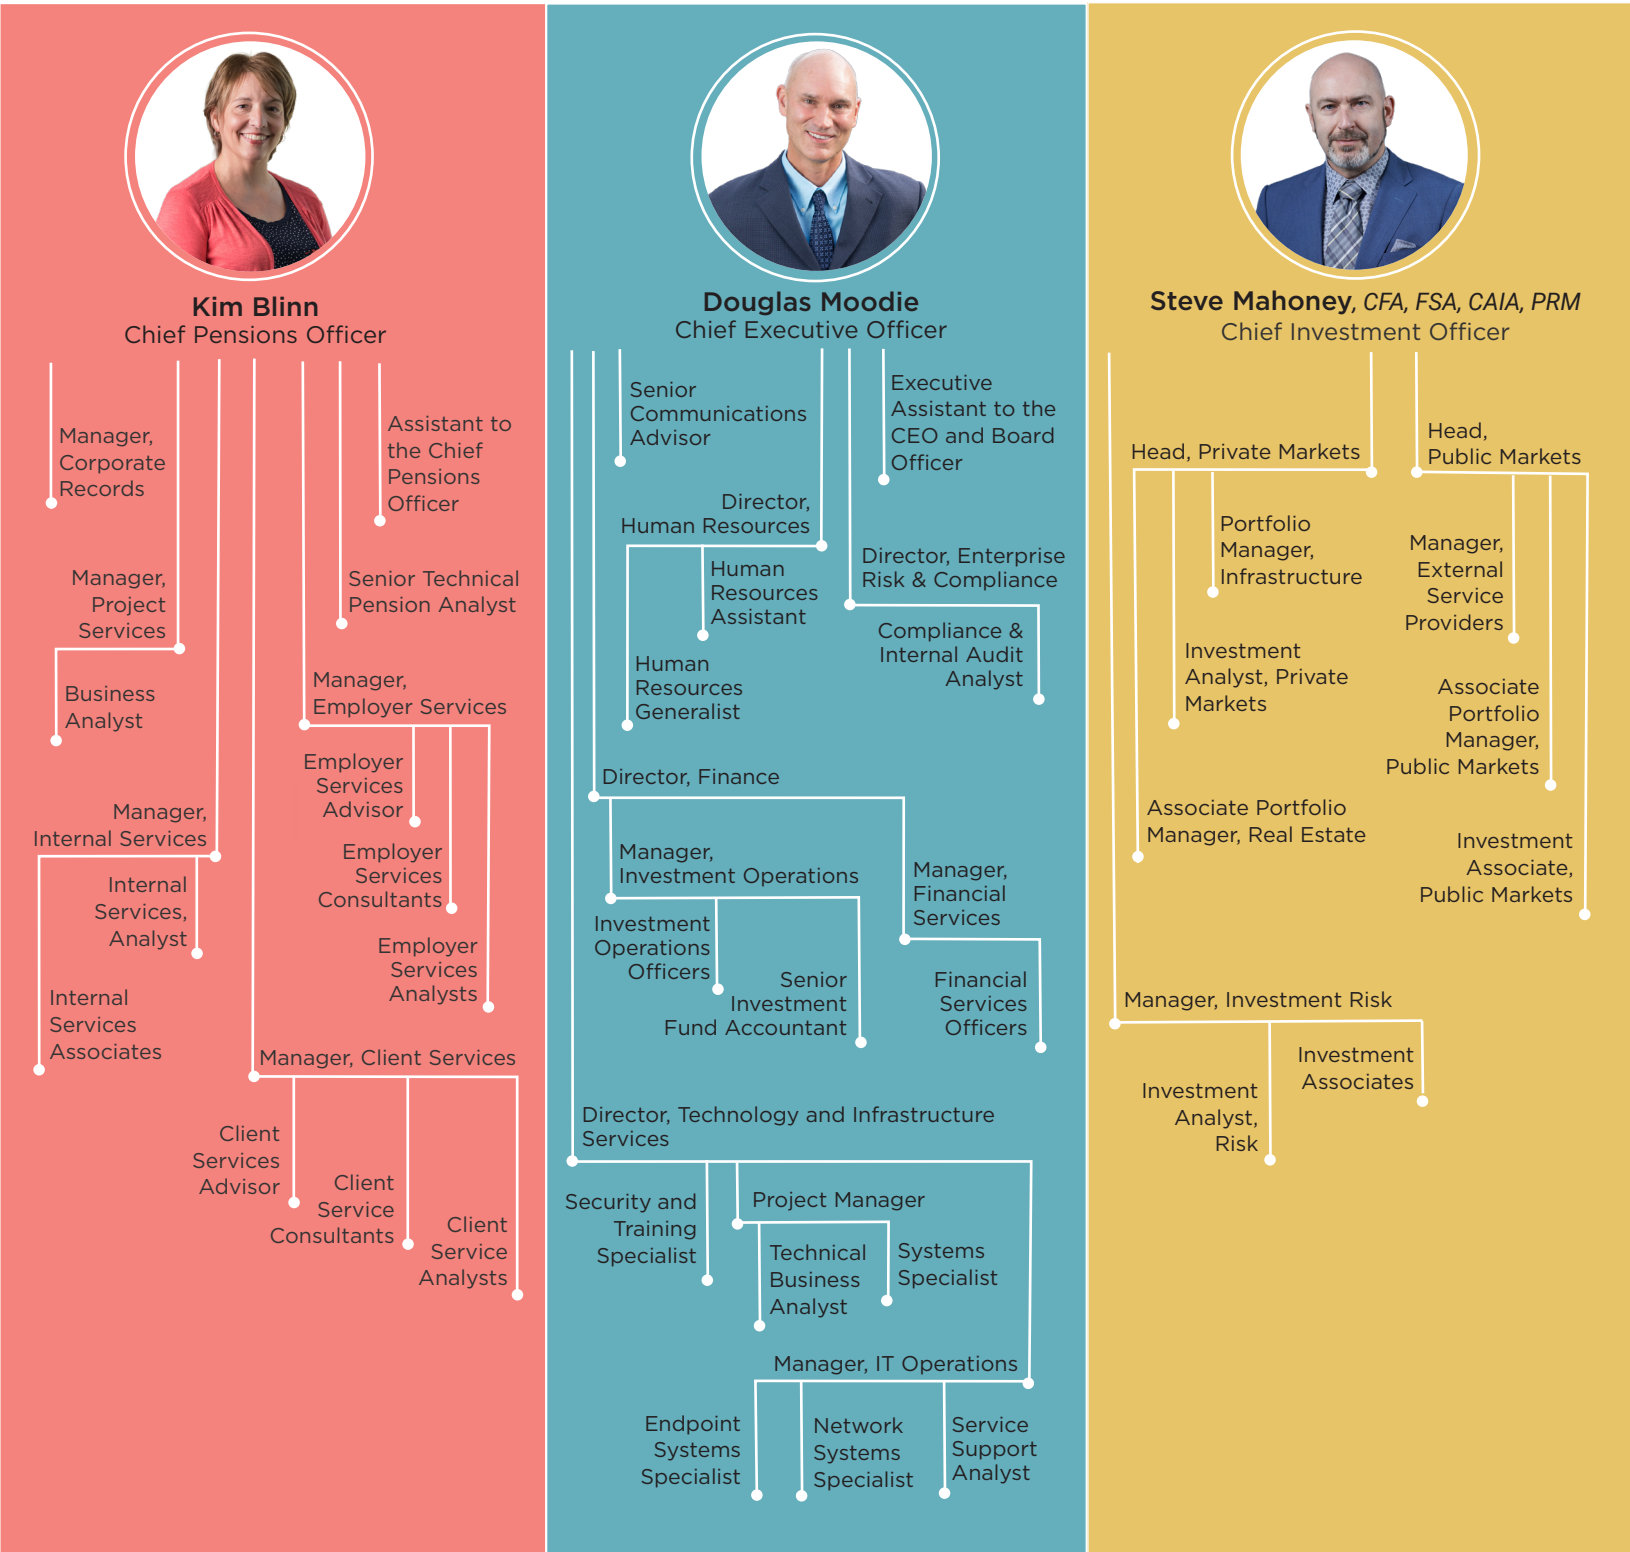 Kim Blinn
Chief Pensions Officer
Manager,
Corporate
Records
Assistant to
the Chief
Pensions
Officer
Manager,
Project
Services
Senior Technical
Pension Analyst
Business
Analyst
Manager,
Employer Services
Employer
Services
Advisor
Manager,
Internal Services
Employer
Services
Consultants
Internal
Services,
Analyst
Employer
Services
Analysts
Internal
Services
Associates
Manager, Client Services
Client
Services
Advisor
Client
Service
Consultants
Client
Service
Analysts
Douglas Moodie
Chief Executive Officer
Senior
Communications
Advisor
Executive
Assistant to the
CEO and Board
Officer
Director,
Human Resources
Director, Enterprise
Risk & Compliance
Human
Resources
Assistant
Compliance &
Internal Audit
Analyst
Human
Resources
Generalist
Director, Finance
Manager,
Investment Operations
Manager,
Financial
Services
Investment
Operations
Officers
Senior
Investment
Fund Accountant
Financial
Services
Officers
Director, Technology and Infrastructure
Services
Security and
Training
Specialist
Project Manager
Technical
Business
Analyst
Systems
Specialist
Manager, IT Operations
Endpoint
Systems
Specialist
Network
Systems
Specialist
Service
Support
Analyst
Steve Mahoney, CFA, FSA, CAIA, PRM
Chief Investment Officer
Head, Private Markets
Head,
Public Markets
Portfolio
Manager,
Infrastructure
Manager,
External
Service
Providers
Investment
Analyst, Private
Markets
Associate
Portfolio
Manager,
Public Markets
Associate Portfolio
Manager, Real Estate
Investment
Associate,
Public Markets
Manager, Investment Risk
Investment
Associates
Investment
Analyst,
Risk